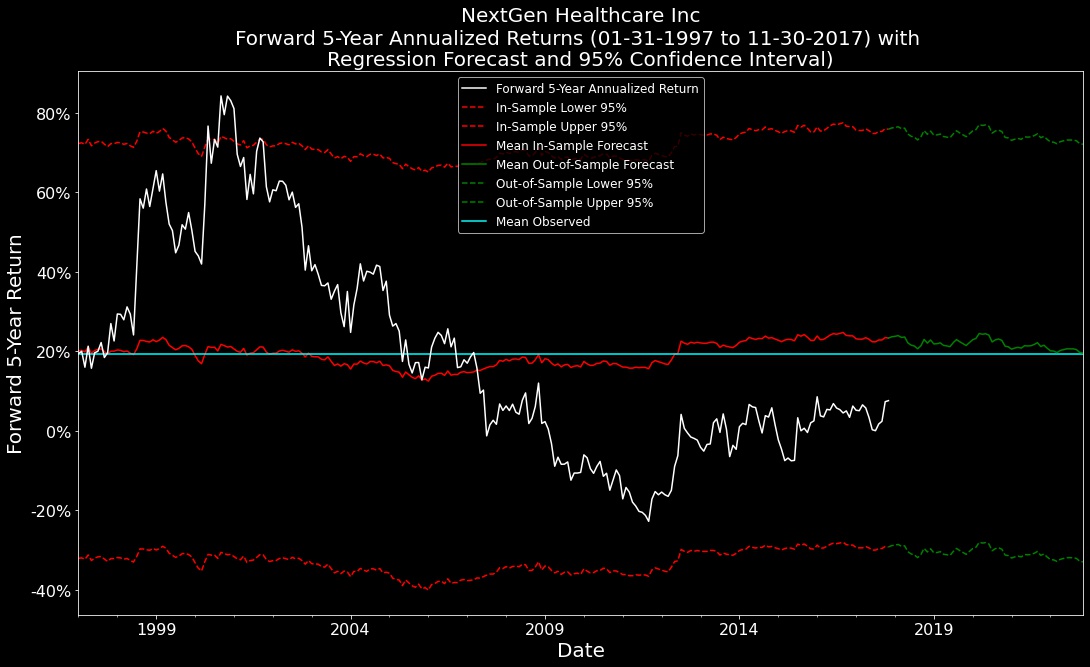 NextGen Healthcare Inc
Forward 5-Year Annualized Returns (01-31-1997 to 11-30-2017) with
Regression Forecast and 95% Confidence Interval)
Forward 5-Year Annualized Return
In-Sample Lower 95%
In-Sample Upper 95%
Mean In-Sample Forecast
Mean Out-of-Sample Forecast
Out-of-Sample Lower 95%
Out-of-Sample Upper 95%
Mean Observed
Forward 5-Year Return
80%
60%
40%
20%
0%
-20%
-40%
1999
2004
2009
2014
2019
Date